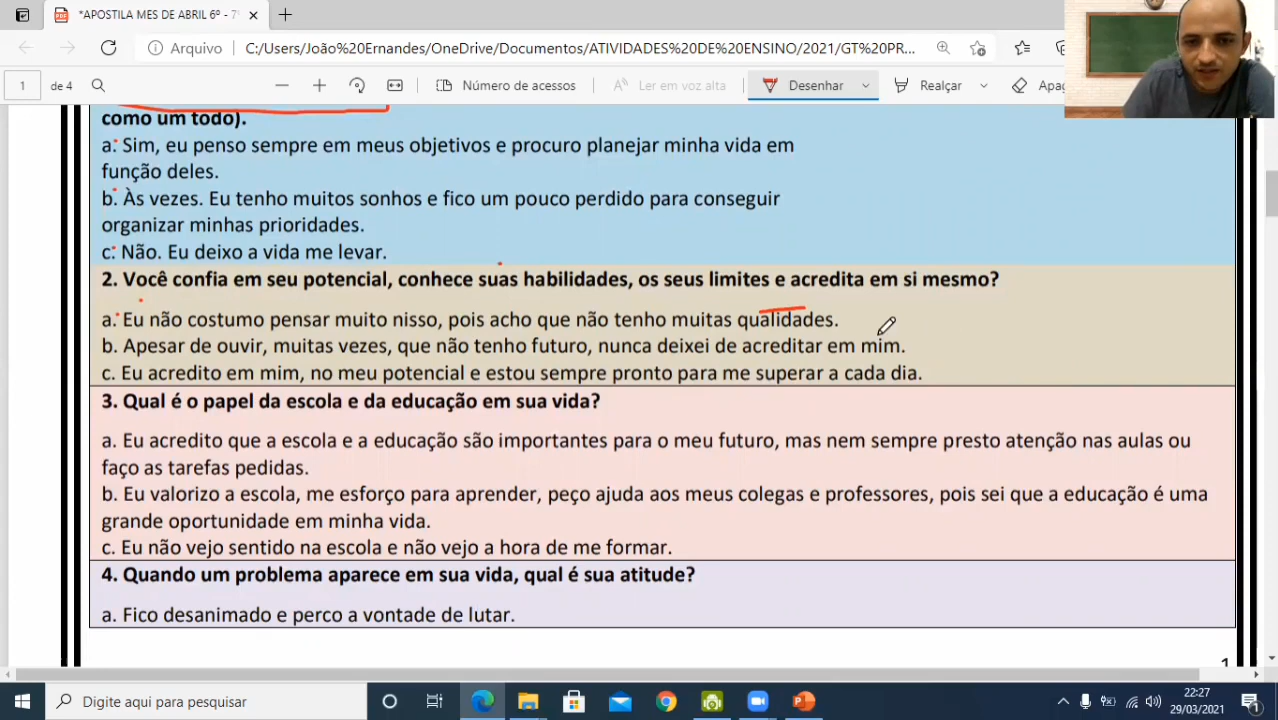 *APOSTILA MES DE ABRIL 6º - 7º
Arquivo C:/Users/João%20Ernandes/OneDrive/Documentos/ATIVIDADES%20DE%20ENSINO/2021/GT%20PR...
1 de 4 Número de acessos Ler em voz alta Desenhar Realçar Apag
como um todo).
a. Sim, eu penso sempre em meus objetivos e procuro planejar minha vida em
função deles.
b. Às vezes. Eu tenho muitos sonhos e fico um pouco perdido para conseguir
organizar minhas prioridades.
c. Não. Eu deixo a vida me levar.
2. Você confia em seu potencial, conhece suas habilidades, os seus limites e acredita em si mesmo?
a. Eu não costumo pensar muito nisso, pois acho que não tenho muitas qualidades.
b. Apesar de ouvir, muitas vezes, que não tenho futuro, nunca deixei de acreditar em mim.
c. Eu acredito em mim, no meu potencial e estou sempre pronto para me superar a cada dia.
3. Qual é o papel da escola e da educação em sua vida?
a. Eu acredito que a escola e a educação são importantes para o meu futuro, mas nem sempre presto atenção nas aulas ou
faço as tarefas pedidas.
b. Eu valorizo a escola, me esforço para aprender, peço ajuda aos meus colegas e professores, pois sei que a educação é uma
grande oportunidade em minha vida.
c. Eu não vejo sentido na escola e não vejo a hora de me formar.
4. Quando um problema aparece em sua vida, qual é sua atitude?
a. Fico desanimado e perco a vontade de lutar.
1
Digite aqui para pesquisar
22:27
29/03/2021
1